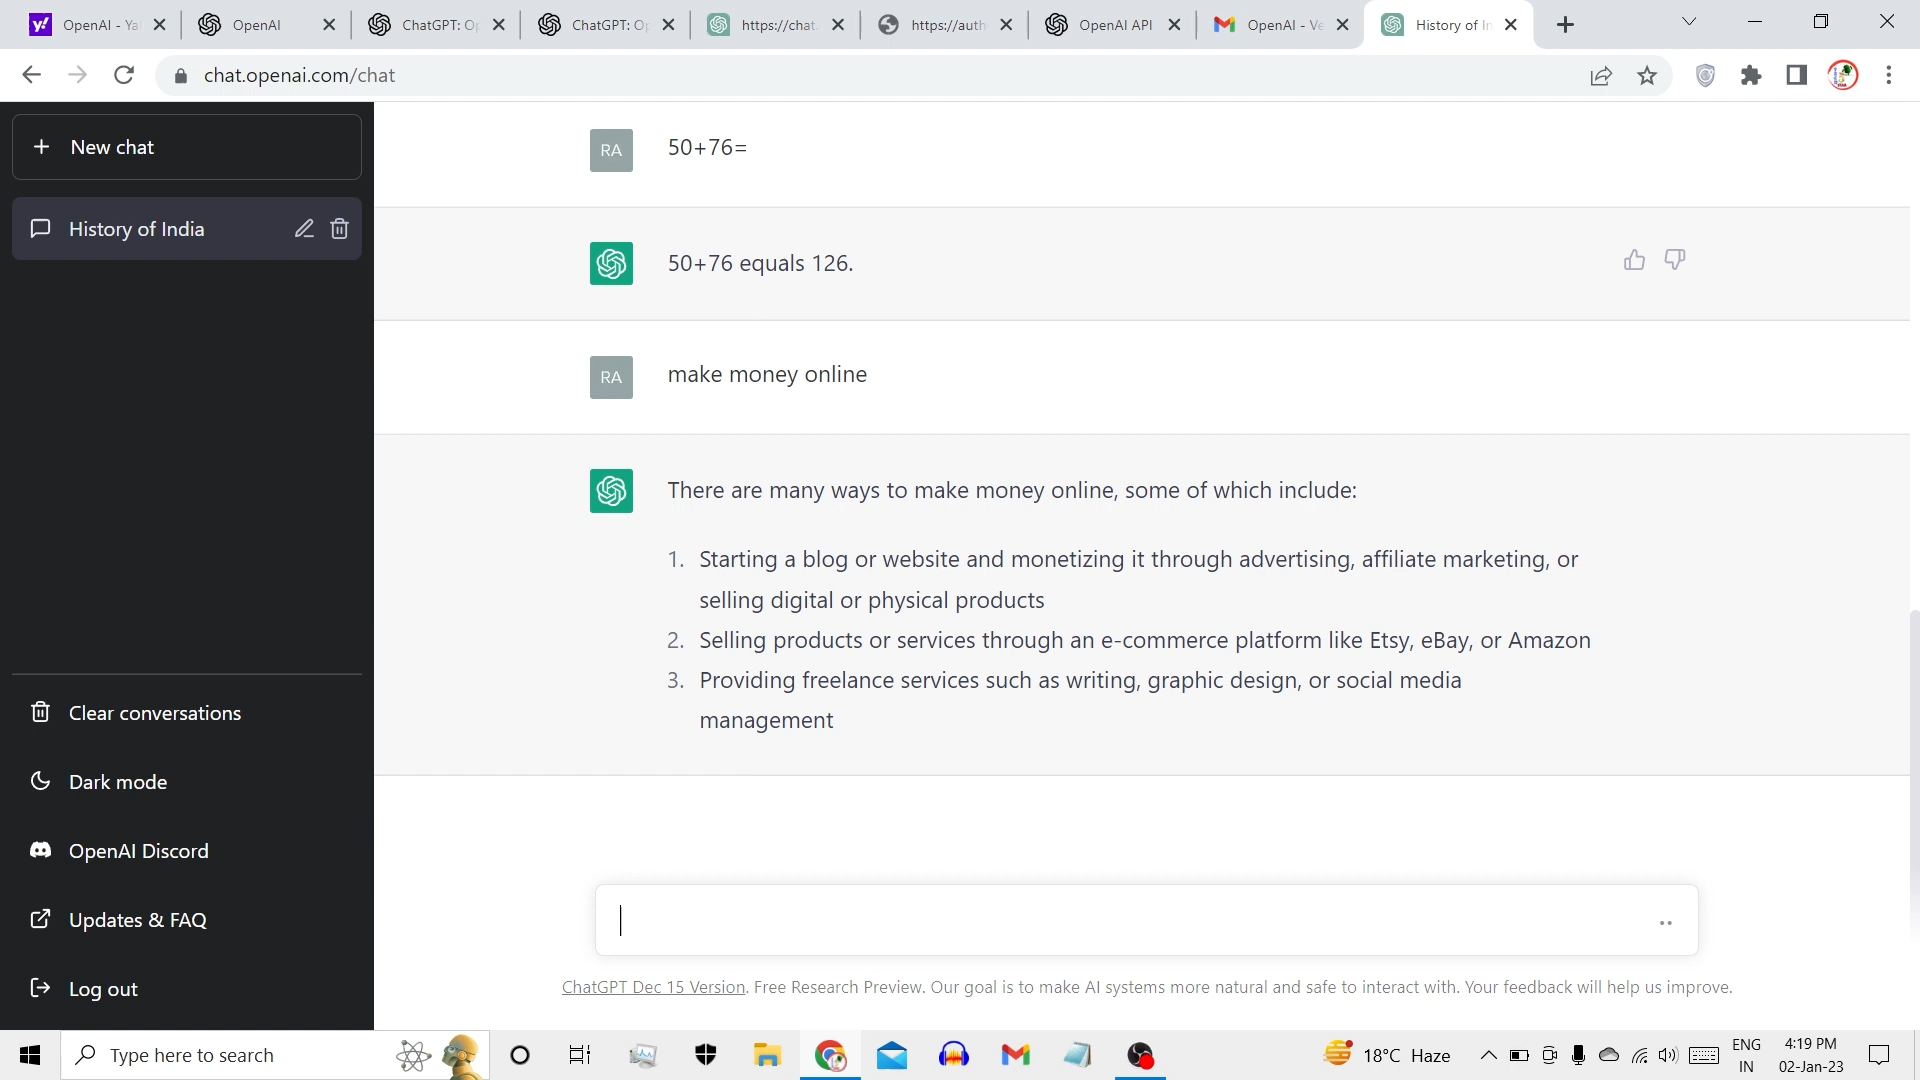 OpenAI - Ya
OpenAI
ChatGPT: Op
ChatGPT: Op
https://chat.
https://auth
OpenAI API
OpenAI - Ve
History of In
chat.openai.com/chat
New chat
History of India
Clear conversations
Dark mode
OpenAI Discord
Updates & FAQ
Log out
RA
50+76=
50+76 equals 126.
RA
make money online
There are many ways to make money online, some of which include:
1. Starting a blog or website and monetizing it through advertising, affiliate marketing, or
selling digital or physical products
2. Selling products or services through an e-commerce platform like Etsy, eBay, or Amazon
3. Providing freelance services such as writing, graphic design, or social media
management
ChatGPT Dec 15 Version. Free Research Preview. Our goal is to make AI systems more natural and safe to interact with. Your feedback will help us improve.
Type here to search
18°C Haze
ENG
IN
4:19 PM
02-Jan-23